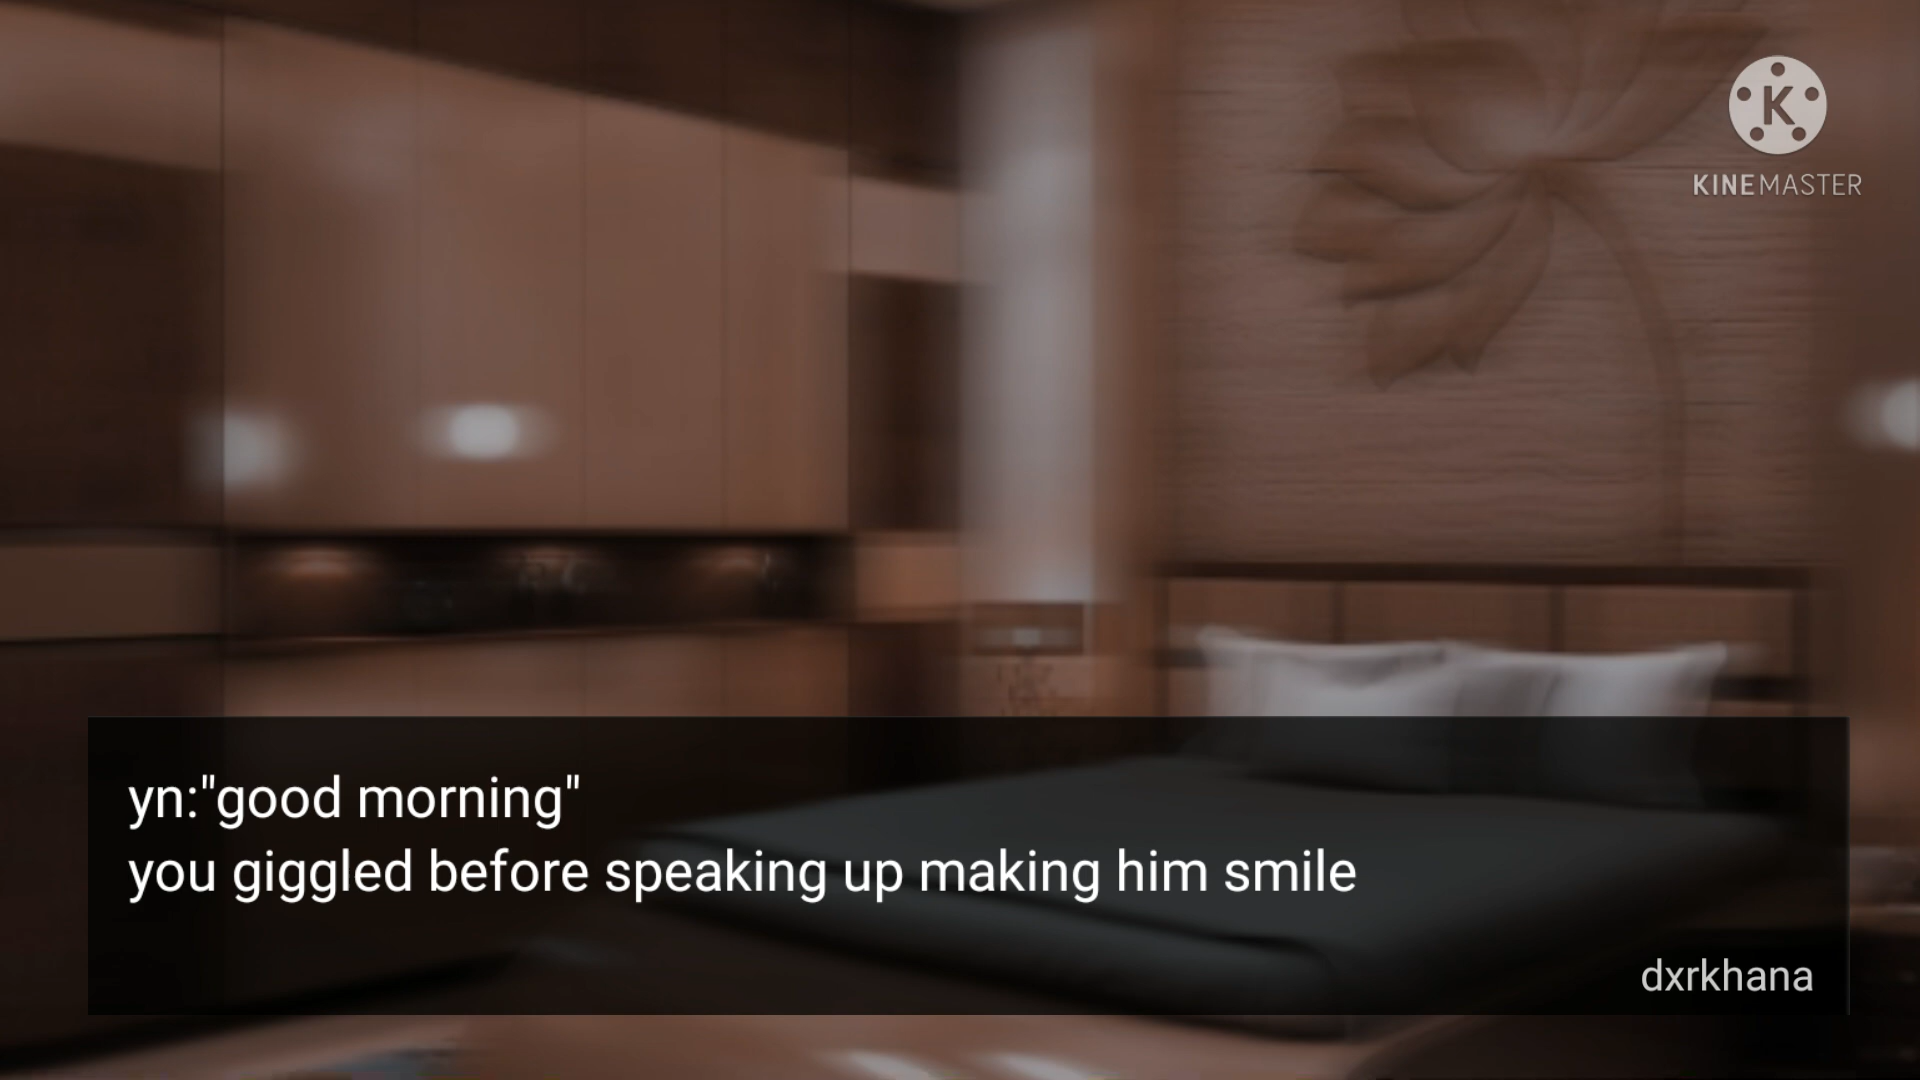 K
KINEMASTER
yn:"good morning"
you giggled before speaking up making him smile
dxrkhana